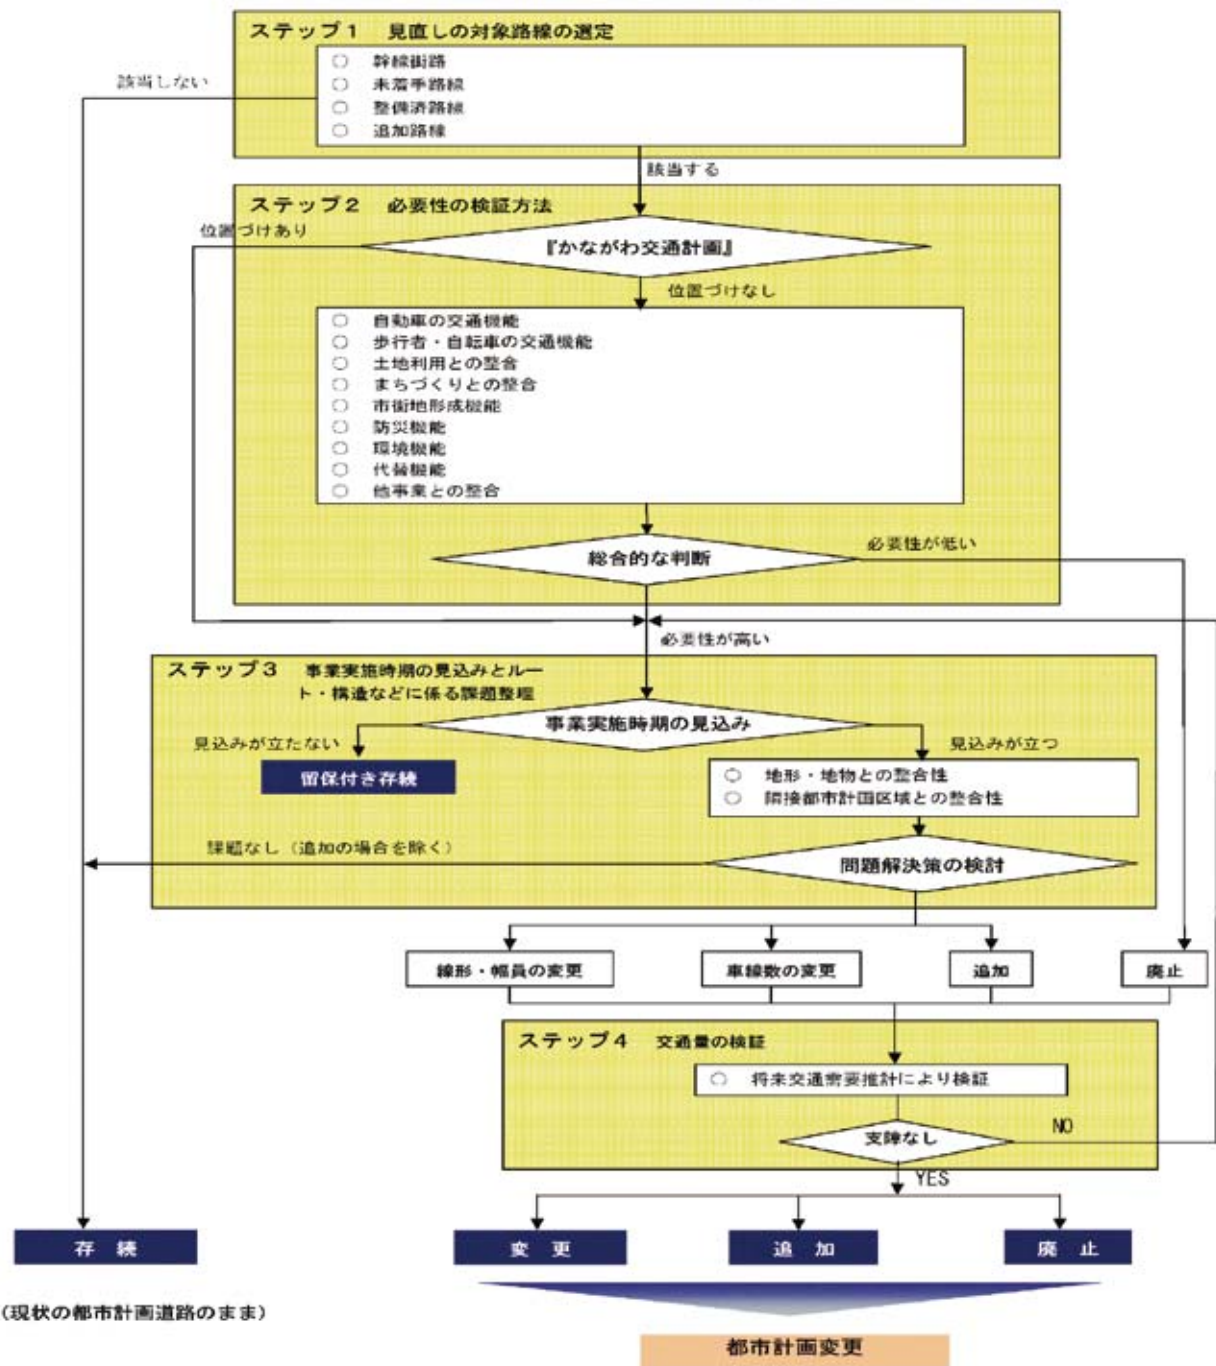 ステップ1 見直しの対象路線の選定
○ 幹線街路
○ 未着手路線
○ 整備済路線
○ 追加路線
該当しない
該当する
ステップ2 必要性の検証方法
位置づけあり
『かながわ交通計画』
位置づけなし
○ 自動車の交通機能
○ 歩行者・自転車の交通機能
○ 土地利用との整合
○ まちづくりとの整合
○ 市街地形成機能
○ 防災機能
○ 環境機能
○ 代替機能
○ 他事業との整合
総合的な判断
必要性が低い
必要性が高い
ステップ3 事業実施時期の見込みとルー
ト・構造などに係る課題整理
事業実施時期の見込み
見込みが立たない
見込みが立つ
留保付き存続
○ 地形・地物との整合性
○ 隣接都市計画区域との整合性
課題なし(追加の場合を除く)
問題解決策の検討
線形・幅員の変更
車線数の変更
追加
廃止
ステップ4 交通量の検証
○ 将来交通需要推計により検証
支障なし
NO
YES
存 続
変 更
追 加
廃 止
(現状の都市計画道路のまま)
都市計画変更